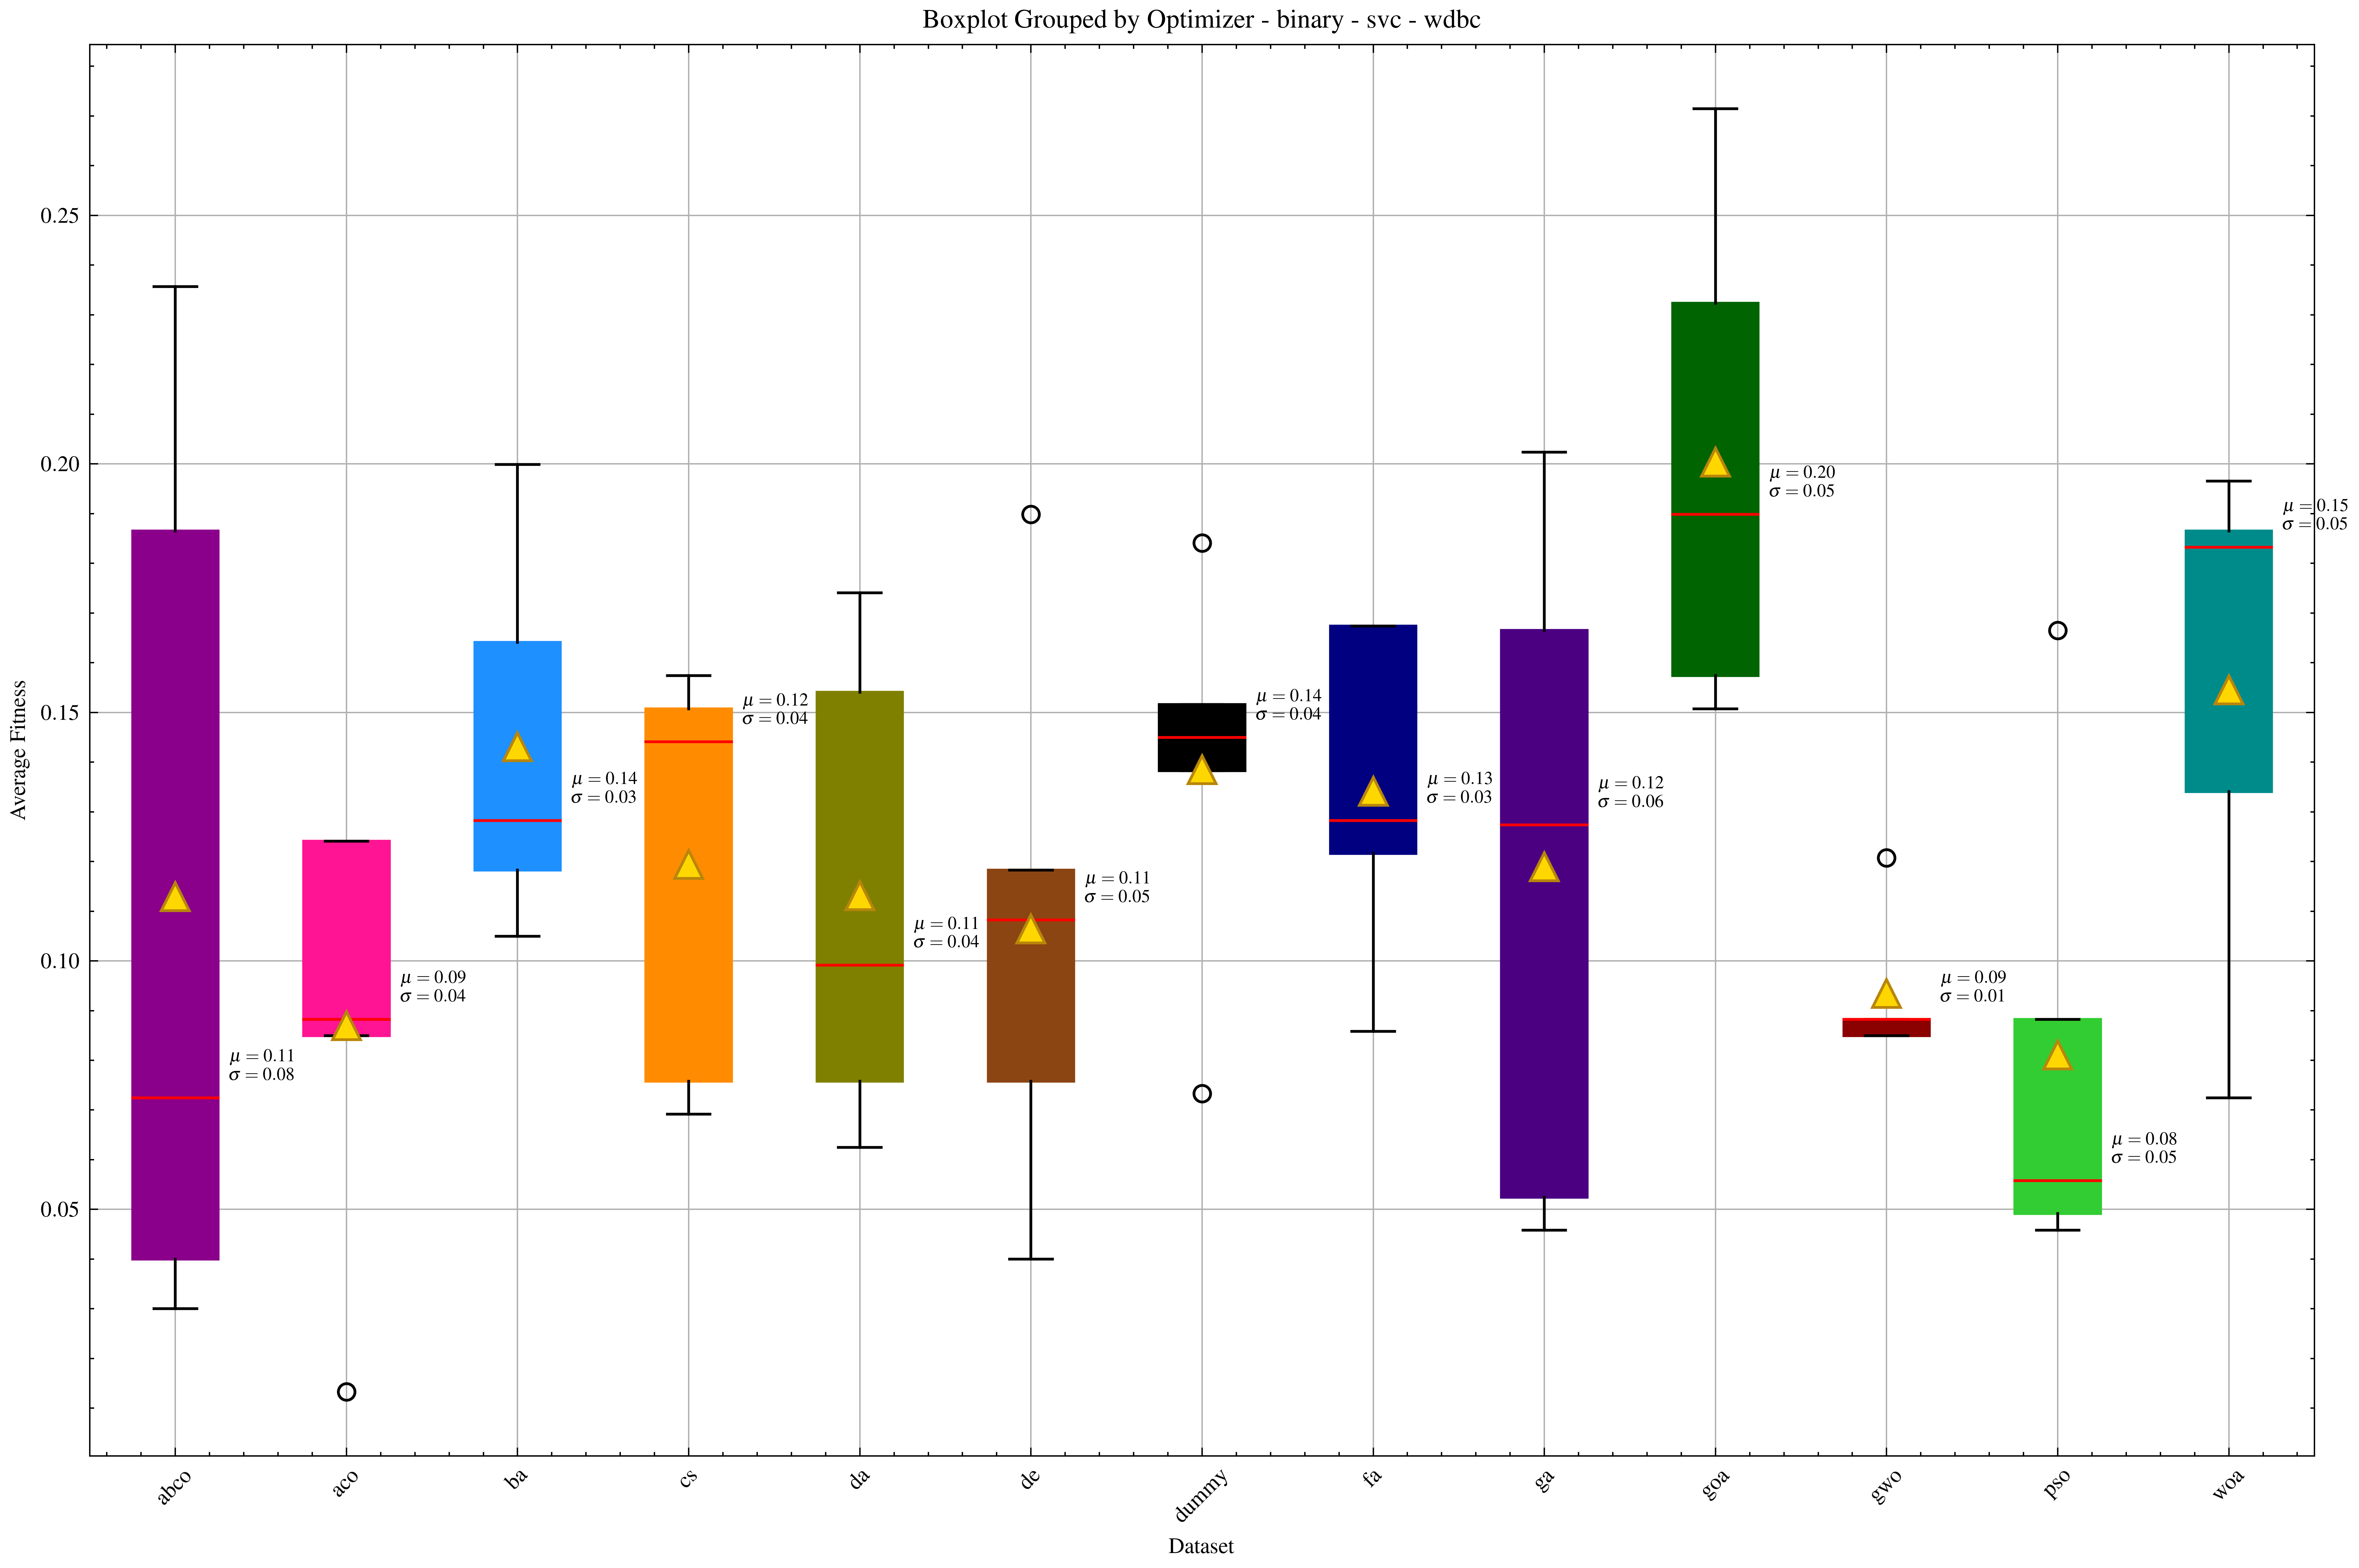 Boxplot Grouped by Optimizer - binary - svc - wdbc
Average Fitness
0.25
0.20
0.15
0.10
0.05
μ = 0.11
σ = 0.08
μ = 0.09
σ = 0.04
μ = 0.14
σ = 0.03
μ = 0.12
σ = 0.04
μ = 0.11
σ = 0.04
μ = 0.11
σ = 0.05
μ = 0.14
σ = 0.04
μ = 0.13
σ = 0.03
μ = 0.12
σ = 0.06
μ = 0.20
σ = 0.05
μ = 0.09
σ = 0.01
μ = 0.08
σ = 0.05
μ = 0.15
σ = 0.05
abco
aco
ba
cs
da
de
dummy
fa
ga
goa
gwo
pso
woa
Dataset